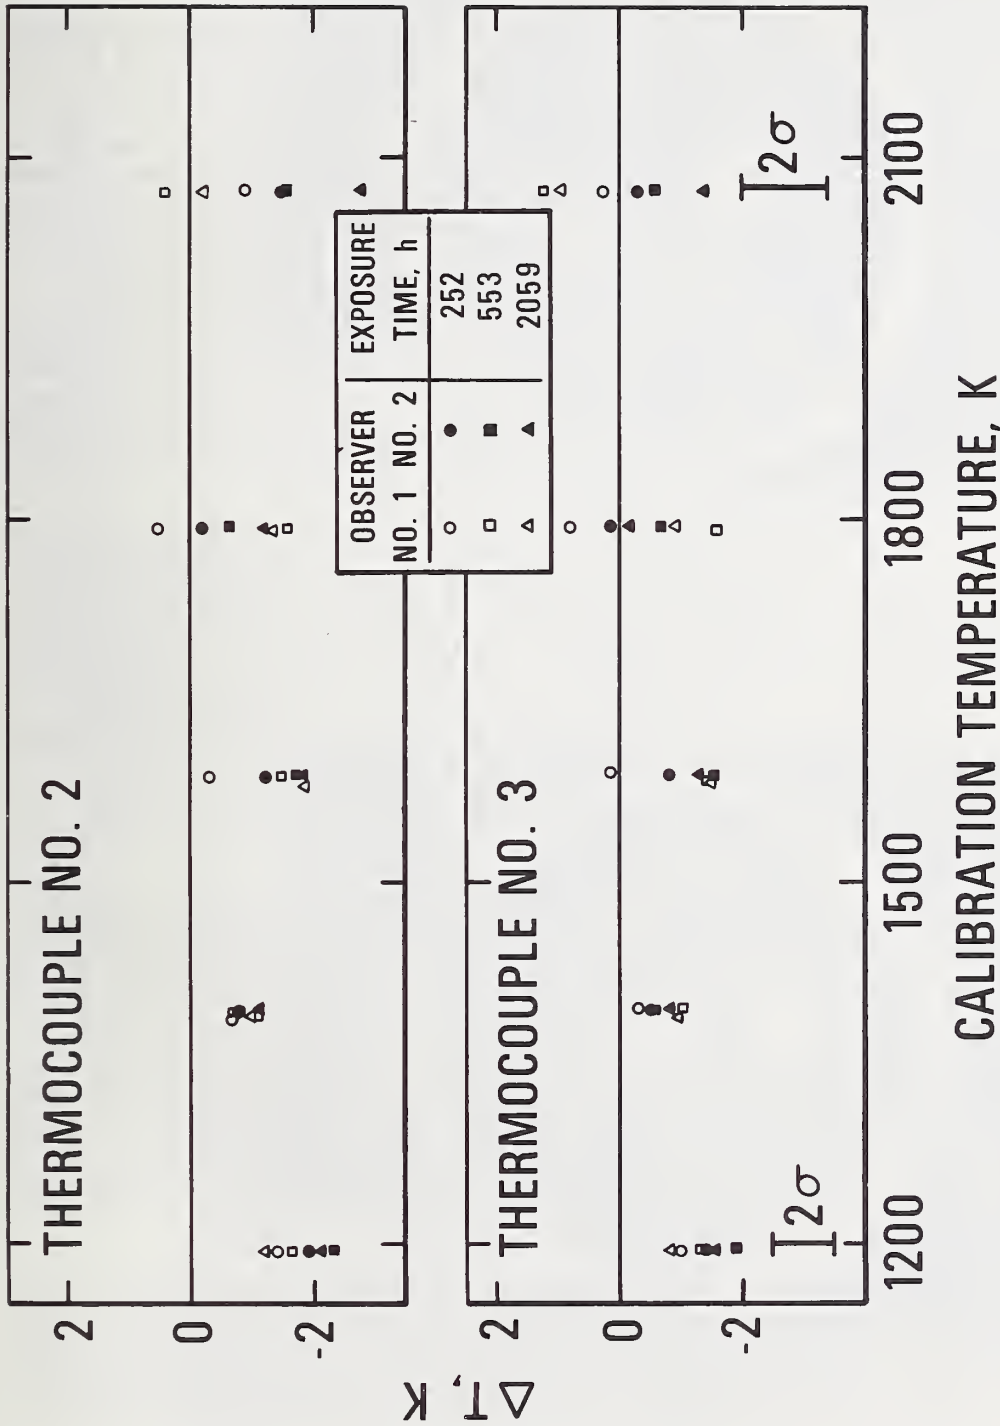 THERMOCOUPLE NO. 2
2
0
-2
OBSERVER EXPOSURE
NO. 1 NO. 2 TIME, h
252
553
2059
THERMOCOUPLE NO. 3
2
0
-2
2σ
2σ
ΔT, K
1200 1500 1800 2100
CALIBRATION TEMPERATURE, K